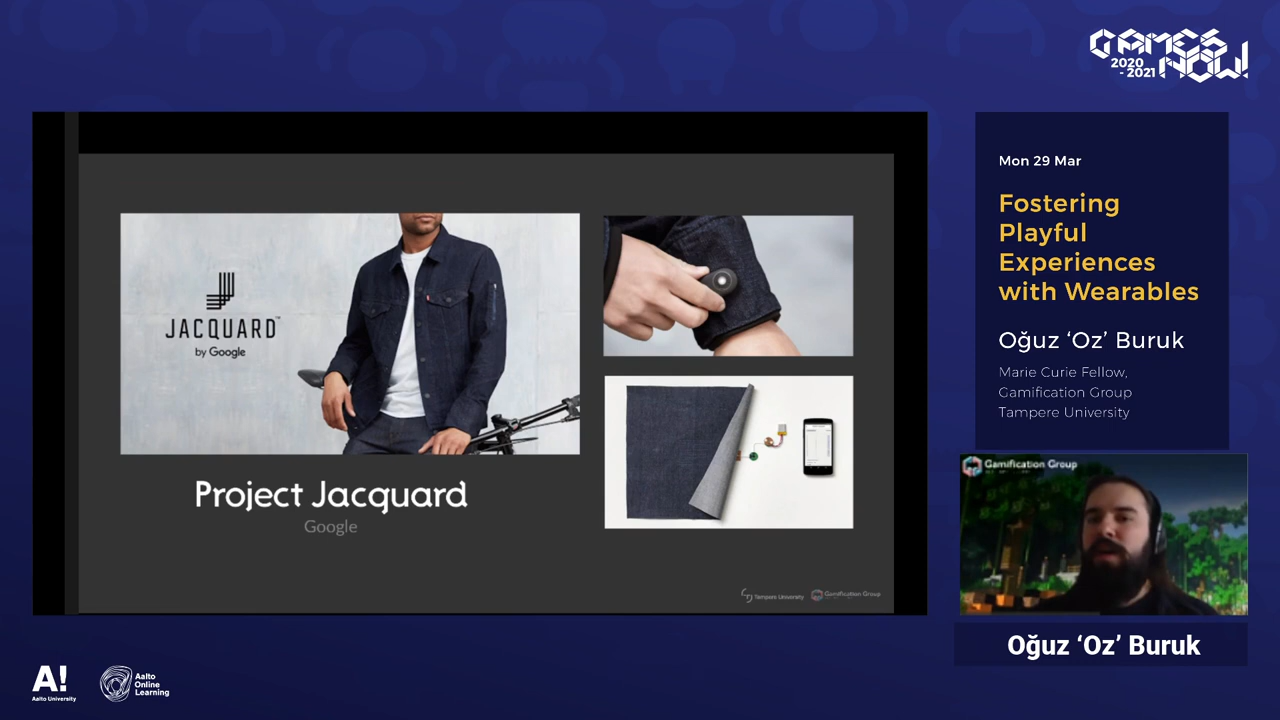 GAMES
NOW!
2020
- 2021
JACQUARD™
by Google
Project Jacquard
Google
Tampere University
Gamification Group
Mon 29 Mar
Fostering
Playful
Experiences
with Wearables
Oğuz ‘Oz’ Buruk
Marie Curie Fellow,
Gamification Group
Tampere University
Gamification Group
Oğuz ‘Oz’ Buruk
A!
Aalto University
Aalto
Online
Learning